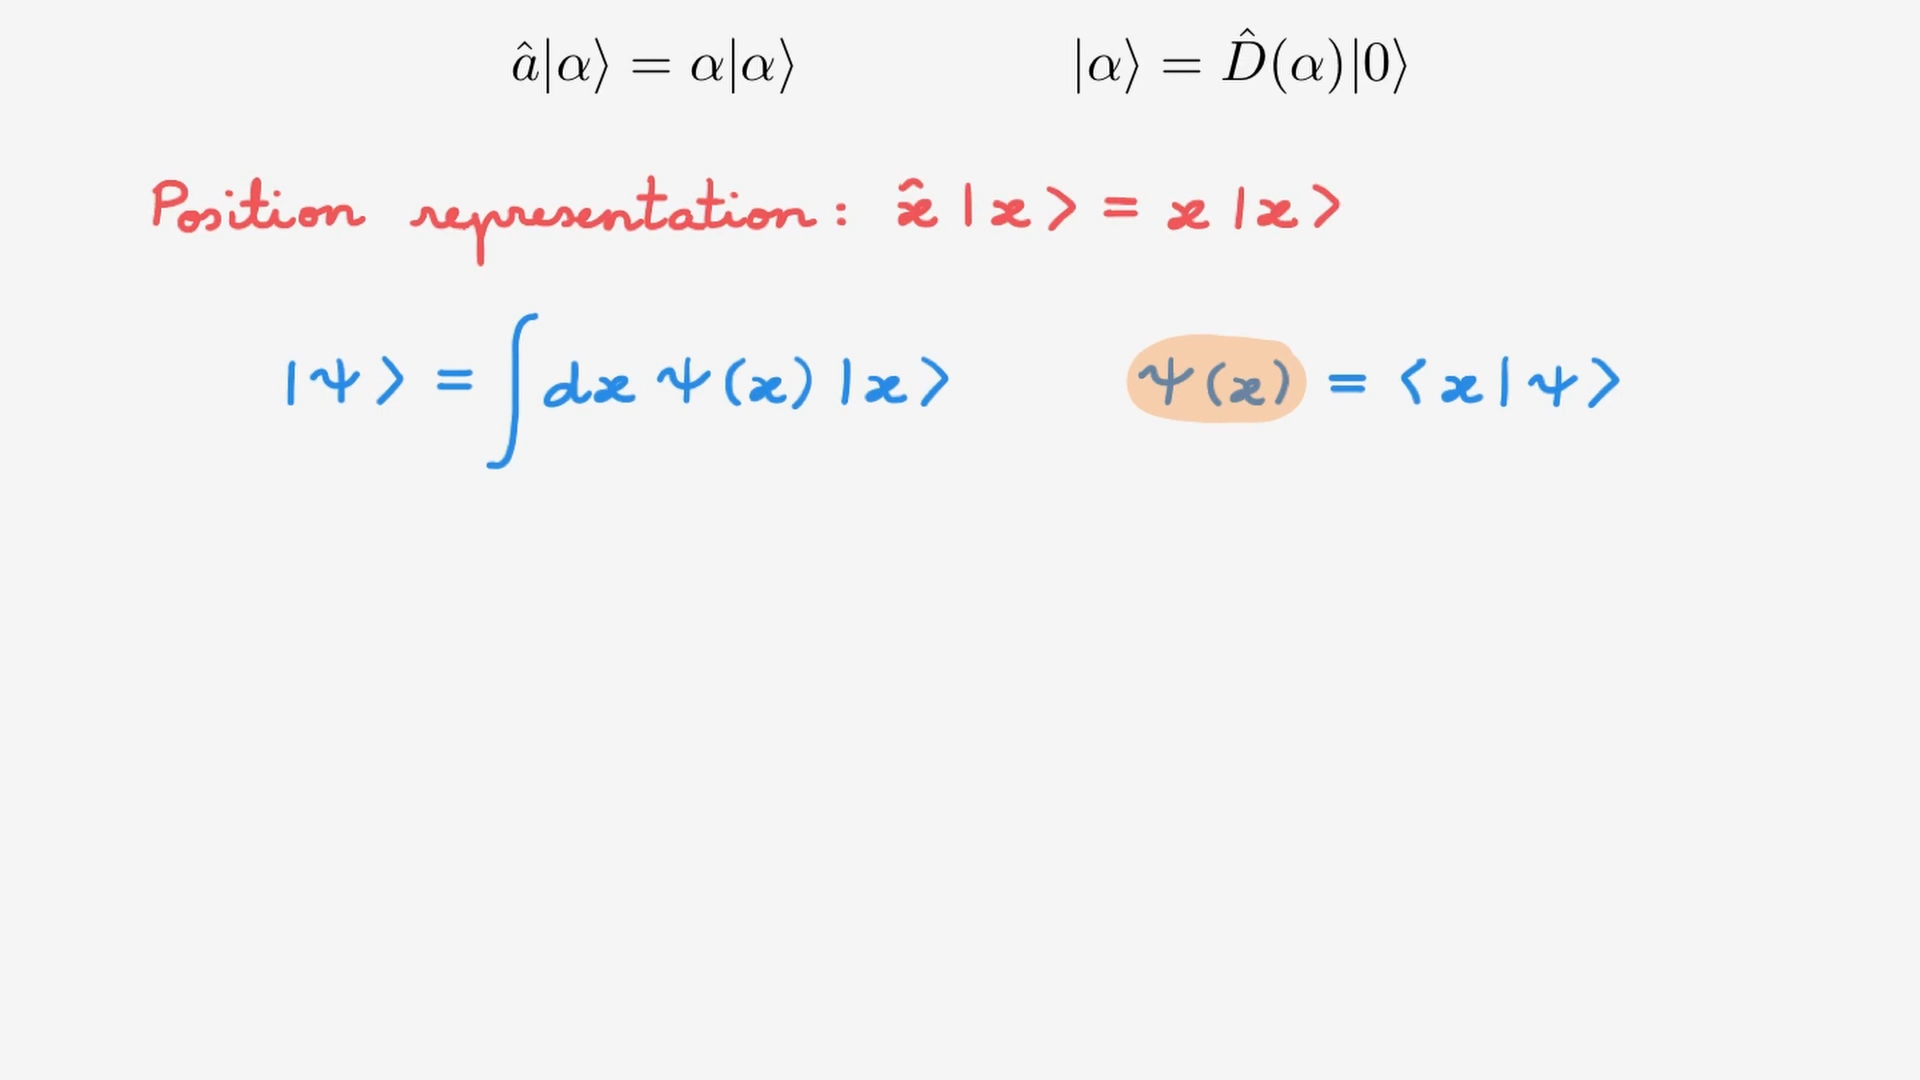 â|α⟩ = α|α⟩ |α⟩ = D̂(α)|0⟩
Position representation: x̂|x⟩ = x|x⟩
|ψ⟩ = ∫dx ψ(x)|x⟩ ψ(x) = ⟨x|ψ⟩